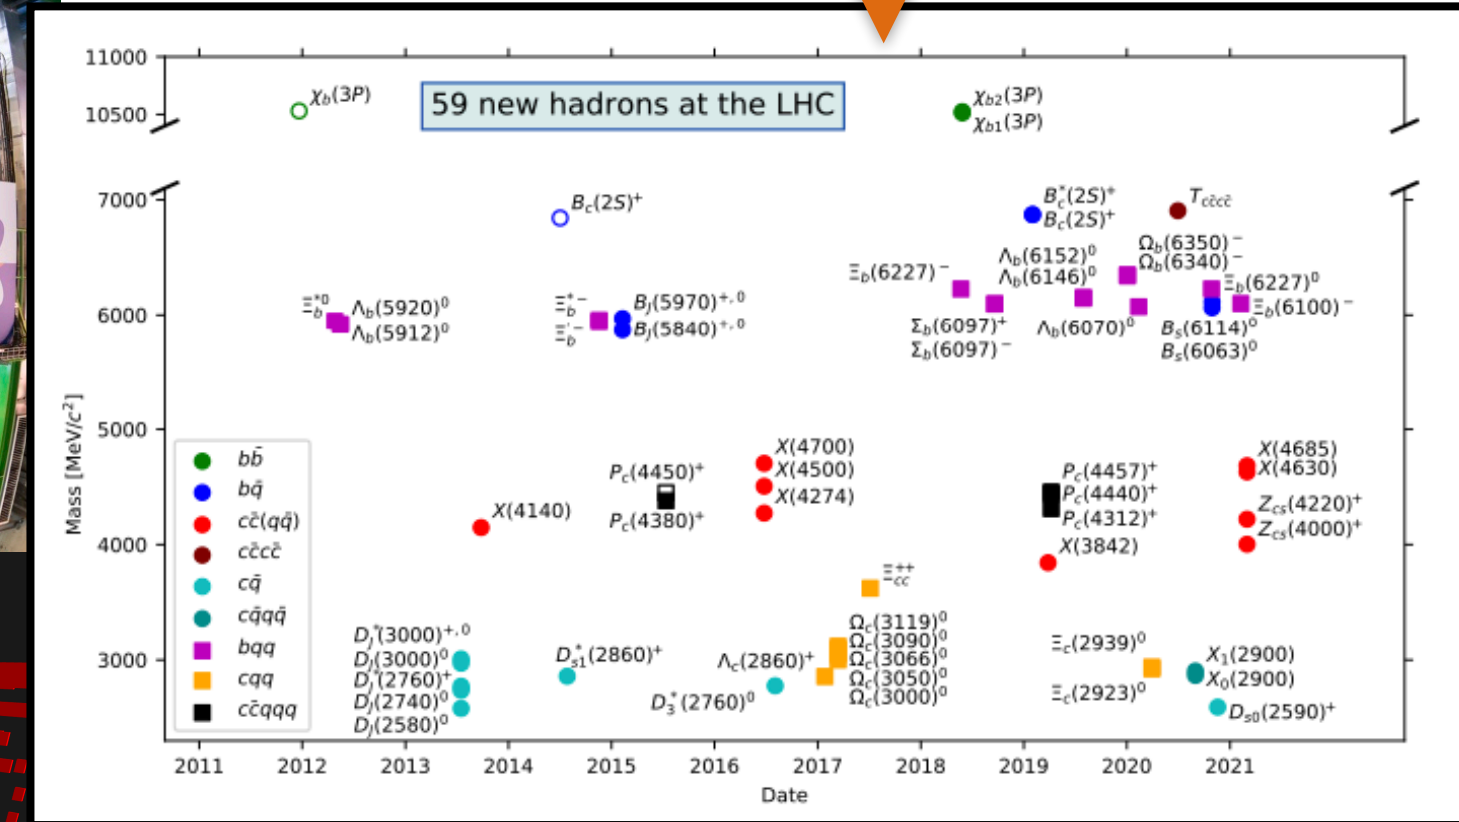 11000
10500
7000
6000
5000
4000
3000
Mass [MeV/c²]
59 new hadrons at the LHC
χb(3P)
χb2(3P)
χb1(3P)
Bc(2S)⁺
Bc*(2S)⁺
Bc(2S)⁺
Tcc̄cc̄
Ωb(6350)⁻
Ωb(6340)⁻
Λb(6152)⁰
Λb(6146)⁰
Ξb(6227)⁻
Ξb(6227)⁰
Ξb(6100)⁻
Ξb*⁰
Λb(5920)⁰
Λb(5912)⁰
Ξb*⁻
Ξb'⁻
BJ(5970)⁺,⁰
BJ(5840)⁺,⁰
Σb(6097)⁺
Σb(6097)⁻
Λb(6070)⁰
Bs(6114)⁰
Bs(6063)⁰
X(4140)
Pc(4450)⁺
Pc(4380)⁺
X(4700)
X(4500)
X(4274)
Pc(4457)⁺
Pc(4440)⁺
Pc(4312)⁺
X(3842)
X(4685)
X(4630)
Zcs(4220)⁺
Zcs(4000)⁺
Ξcc⁺⁺
DJ*(3000)⁺,⁰
DJ(3000)⁰
DJ*(2760)⁺
DJ(2740)⁰
DJ(2580)⁰
Ds1*(2860)⁺
D3*(2760)⁰
Λc(2860)⁺
Ωc(3119)⁰
Ωc(3090)⁰
Ωc(3066)⁰
Ωc(3050)⁰
Ωc(3000)⁰
Ξc(2939)⁰
Ξc(2923)⁰
X1(2900)
X0(2900)
Ds0(2590)⁺
bb̄
bq̄
cc̄(qq̄)
cc̄cc̄
cq̄
cq̄qq̄
bqq
cqq
cc̄qqq
2011
2012
2013
2014
2015
2016
2017
2018
2019
2020
2021
Date